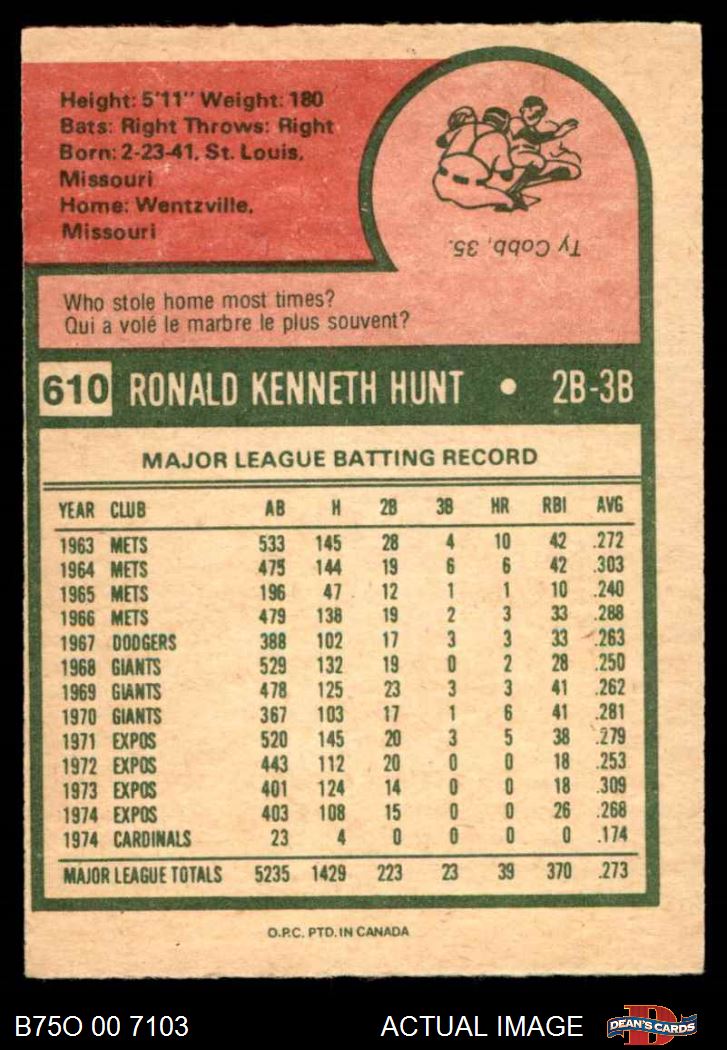 Height: 5'11" Weight: 180
Bats: Right Throws: Right
Born: 2-23-41, St. Louis,
Missouri
Home: Wentzville,
Missouri
Ty Cobb, 35.
Who stole home most times?
Qui a volé le marbre le plus souvent?
610 RONALD KENNETH HUNT • 2B-3B
MAJOR LEAGUE BATTING RECORD
YEAR CLUB AB H 2B 3B HR RBI AVG
1963 METS 533 145 28 4 10 42 .272
1964 METS 475 144 19 6 6 42 .303
1965 METS 196 47 12 1 1 10 .240
1966 METS 479 138 19 2 3 33 .288
1967 DODGERS 388 102 17 3 3 33 .263
1968 GIANTS 529 132 19 0 2 28 .250
1969 GIANTS 478 125 23 3 3 41 .262
1970 GIANTS 367 103 17 1 6 41 .281
1971 EXPOS 520 145 20 3 5 38 .279
1972 EXPOS 443 112 20 0 0 18 .253
1973 EXPOS 401 124 14 0 0 18 .309
1974 EXPOS 403 108 15 0 0 26 .268
1974 CARDINALS 23 4 0 0 0 0 .174
MAJOR LEAGUE TOTALS 5235 1429 223 23 39 370 .273
O.P.C. PTD. IN CANADA
B75O 00 7103 ACTUAL IMAGE D DEAN'S CARDS